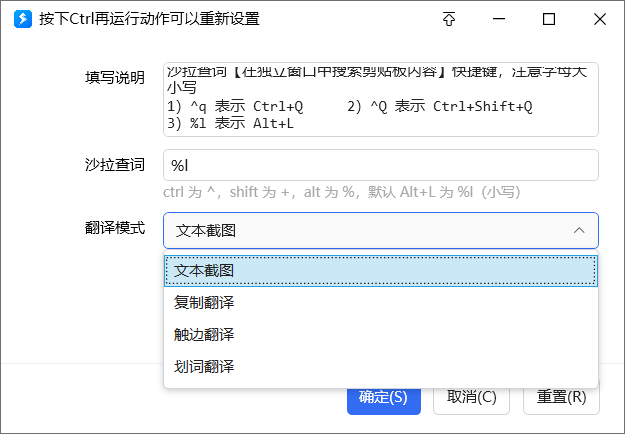 按下Ctrl再运行动作可以重新设置
填写说明
沙拉查词【在独立窗口中搜索剪贴板内容】快捷键，注意字母大
小写
1) ^q 表示 Ctrl+Q 2) ^Q 表示 Ctrl+Shift+Q
3) %l 表示 Alt+L
沙拉查词
%l
ctrl 为 ^，shift 为 +，alt 为 %，默认 Alt+L 为 %l（小写）
翻译模式
文本截图
文本截图
复制翻译
触边翻译
划词翻译
确定(S)
取消(C)
重置(R)